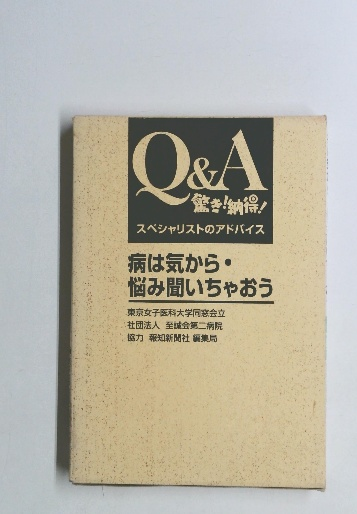 Q&A
驚き!納得!
スペシャリストのアドバイス
病は気から・
悩み聞いちゃおう
東京女子医科大学同窓会立
社団法人 至誠会第二病院
協力 報知新聞社 編集局